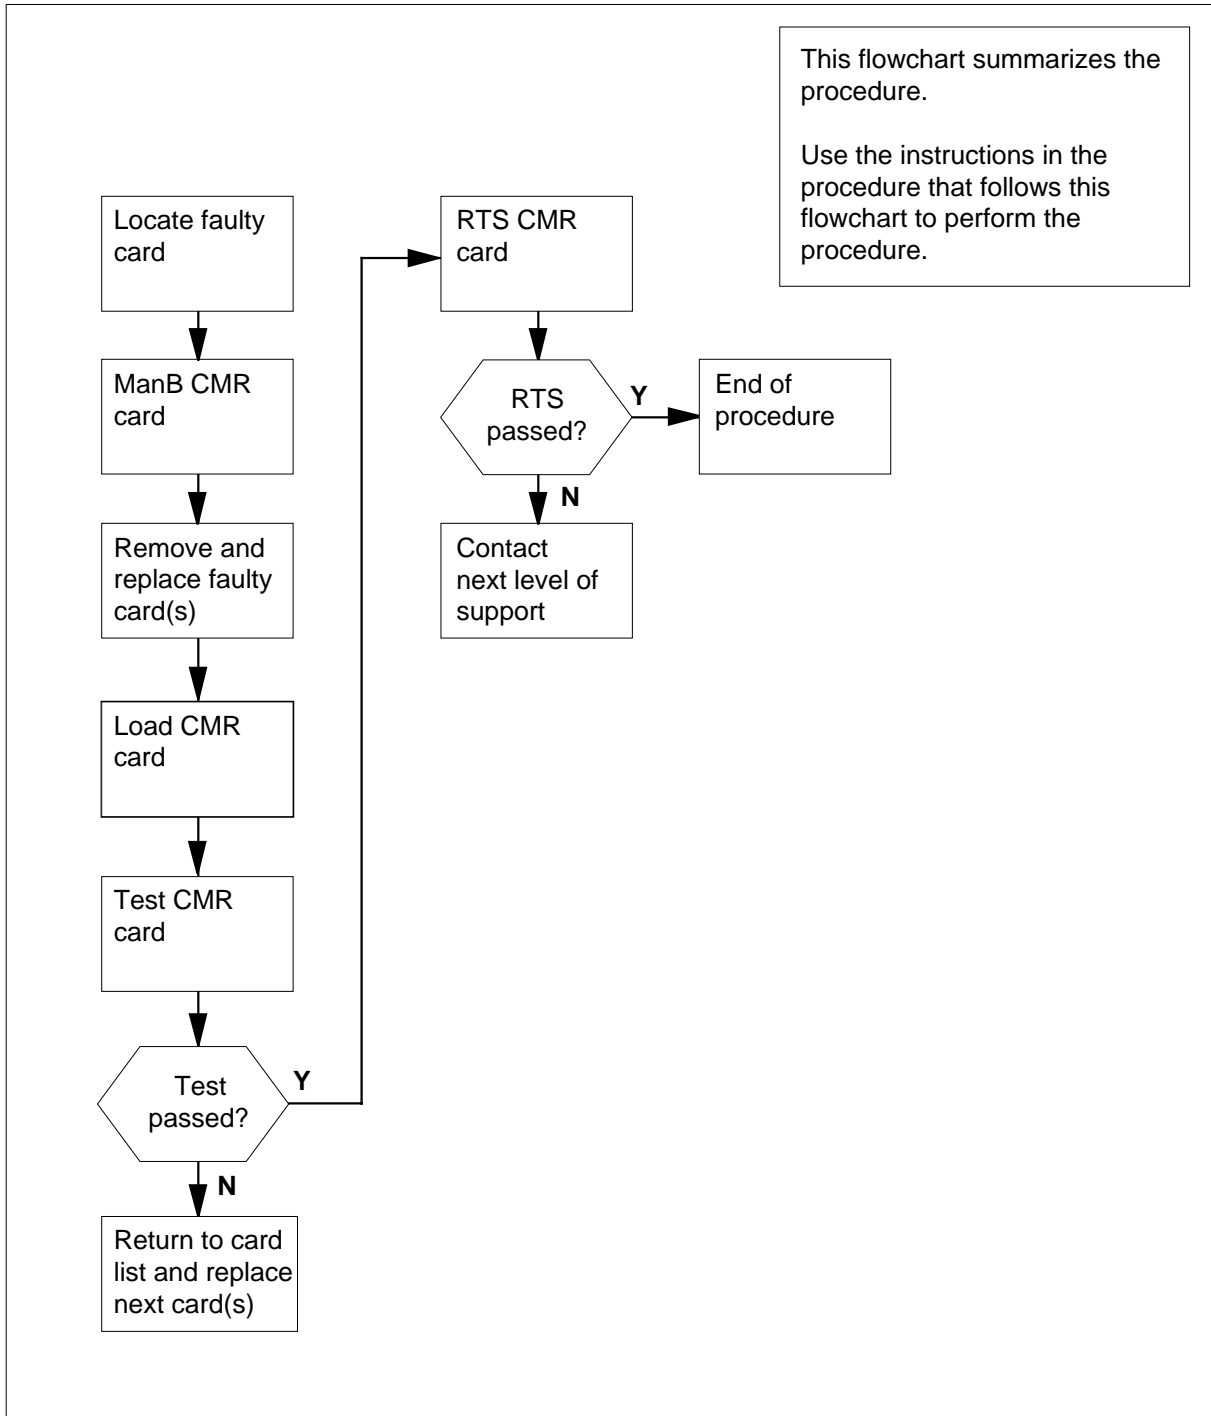 This flowchart summarizes the
procedure.
Use the instructions in the
procedure that follows this
flowchart to perform the
procedure.
Locate faulty
card
ManB CMR
card
Remove and
replace faulty
card(s)
Load CMR
card
Test CMR
card
Test
passed?
Y
N
Return to card
list and replace
next card(s)
RTS CMR
card
RTS
passed?
Y
N
End of
procedure
Contact
next level of
support